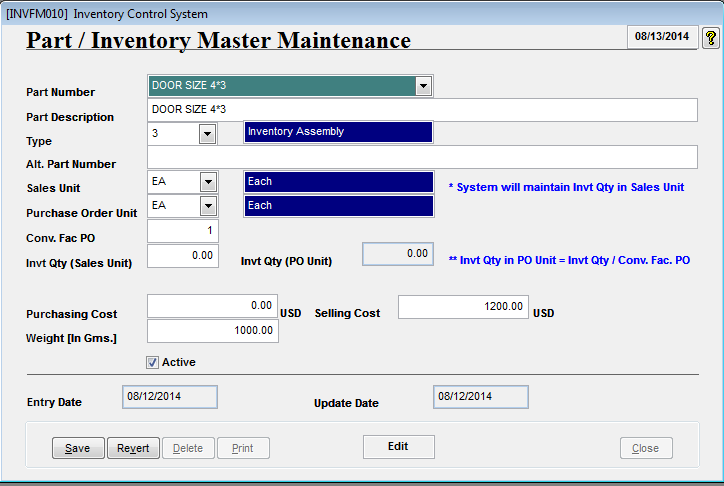 [INVFM010] Inventory Control System
Part / Inventory Master Maintenance 08/13/2014 ?
Part Number DOOR SIZE 4*3
Part Description DOOR SIZE 4*3
Type 3 Inventory Assembly
Alt. Part Number
Sales Unit EA Each * System will maintain Invt Qty in Sales Unit
Purchase Order Unit EA Each
Conv. Fac PO 1
Invt Qty (Sales Unit) 0.00 Invt Qty (PO Unit) 0.00 ** Invt Qty in PO Unit = Invt Qty / Conv. Fac. PO
Purchasing Cost 0.00 USD Selling Cost 1200.00 USD
Weight [In Gms.] 1000.00
Active
Entry Date 08/12/2014 Update Date 08/12/2014
Save Revert Delete Print Edit Close